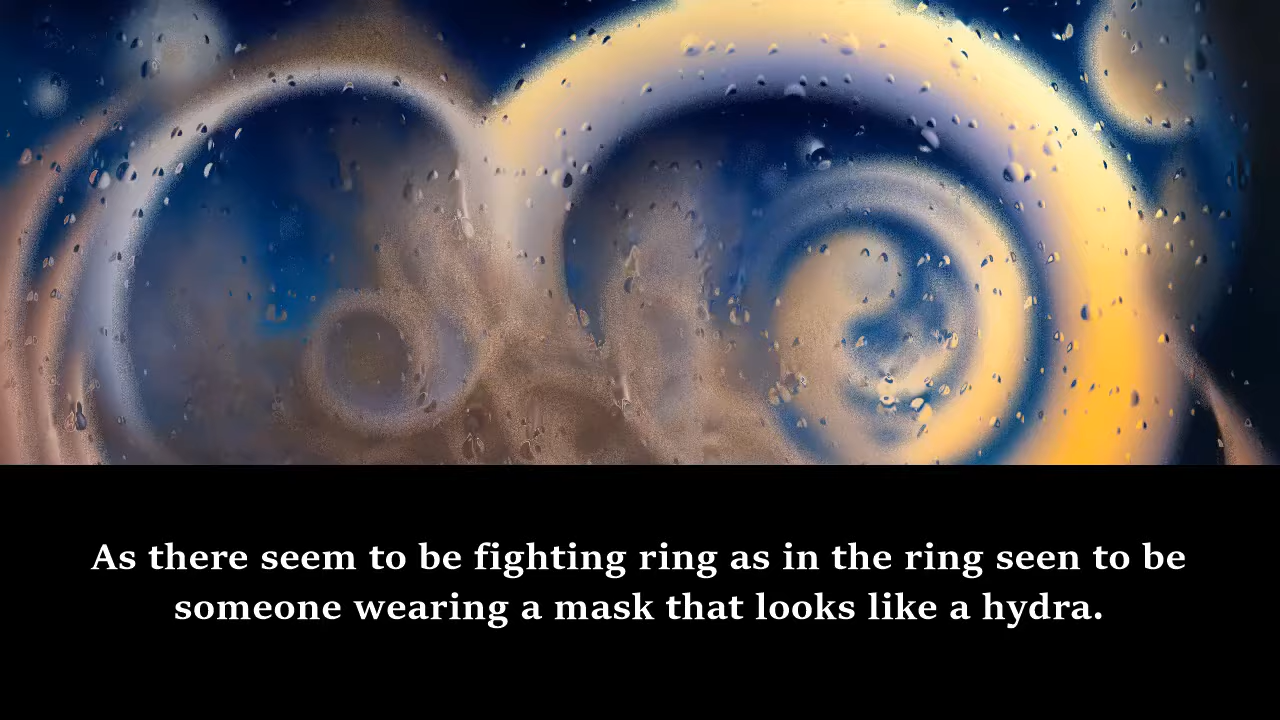 As there seem to be fighting ring as in the ring seen to be
someone wearing a mask that looks like a hydra.